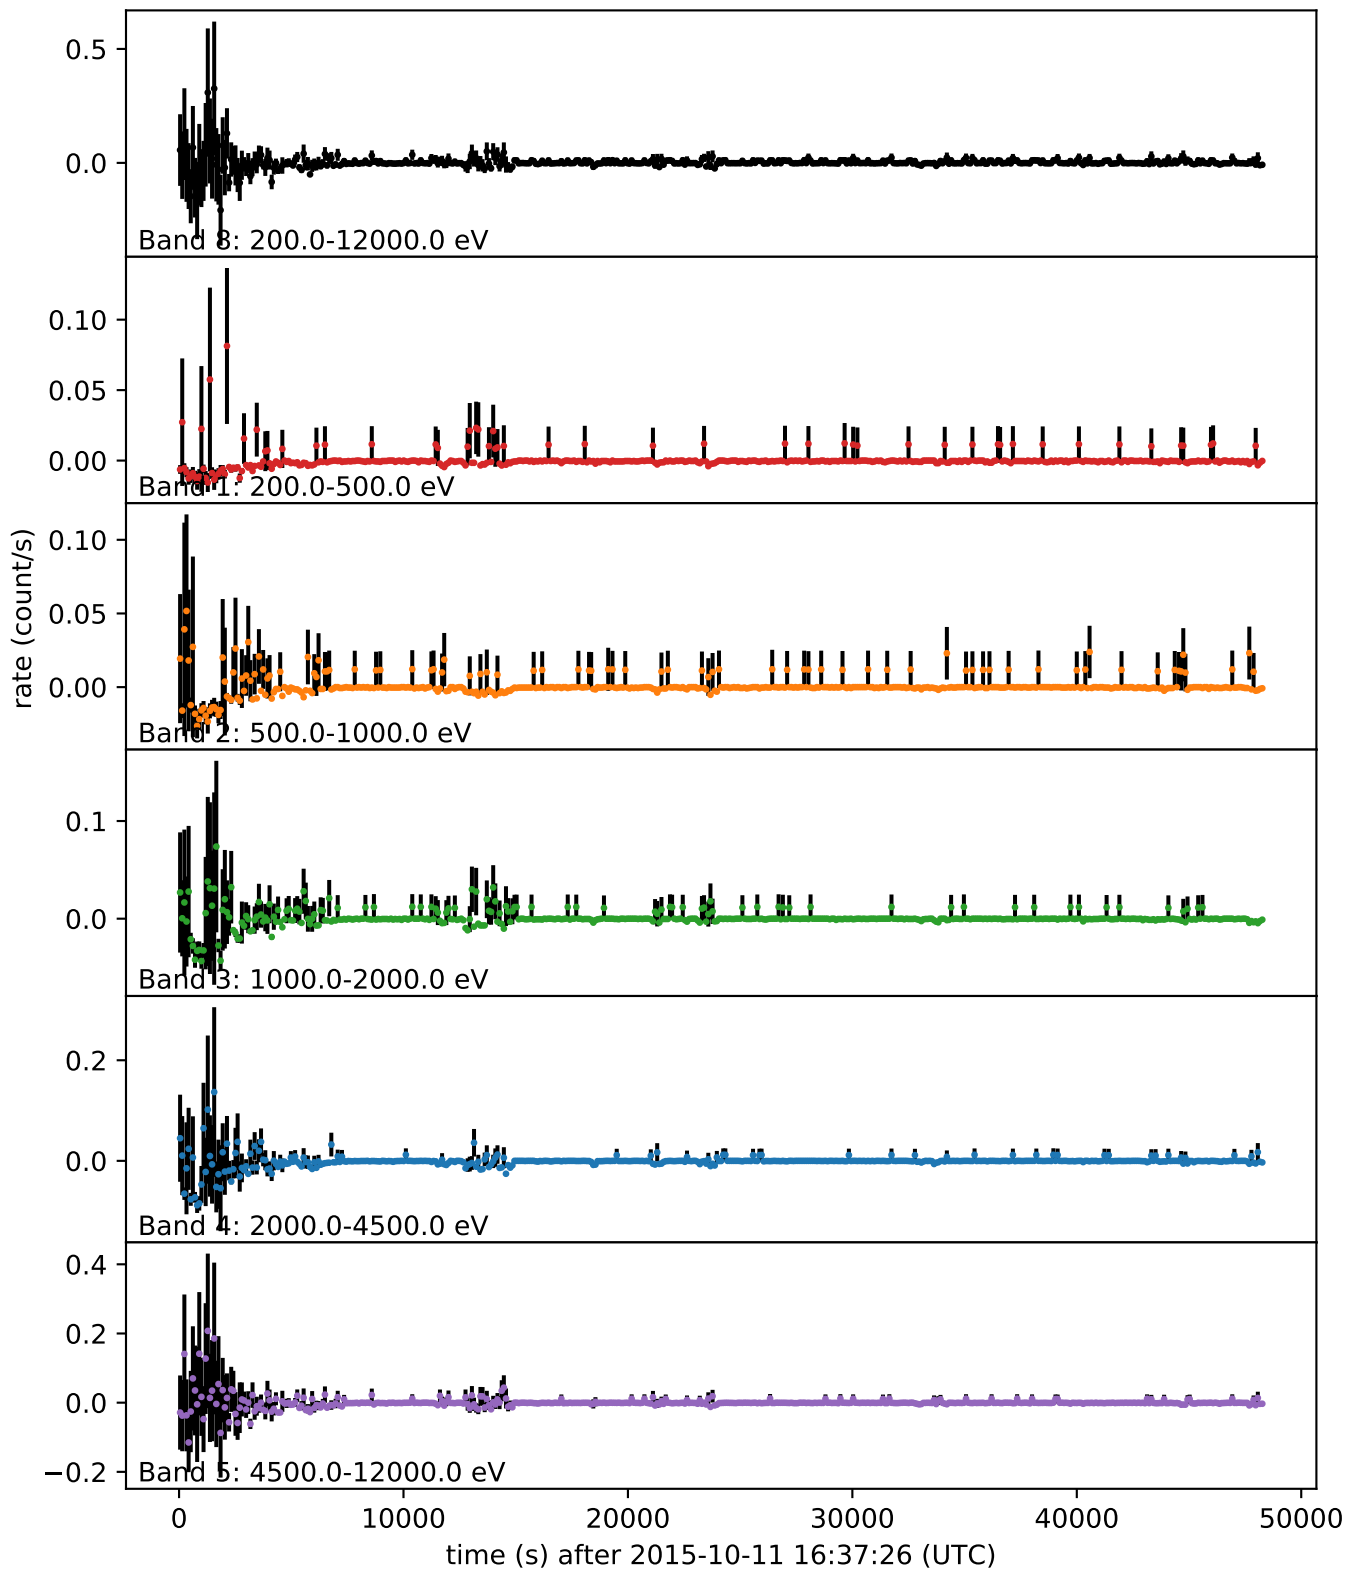 0.5
0.0
Band 8: 200.0-12000.0 eV
0.10
0.05
0.00
Band 1: 200.0-500.0 eV
0.10
0.05
0.00
Band 2: 500.0-1000.0 eV
rate (count/s)
0.1
0.0
Band 3: 1000.0-2000.0 eV
0.2
0.0
Band 4: 2000.0-4500.0 eV
0.4
0.2
0.0
−0.2
Band 5: 4500.0-12000.0 eV
0 10000 20000 30000 40000 50000
time (s) after 2015-10-11 16:37:26 (UTC)